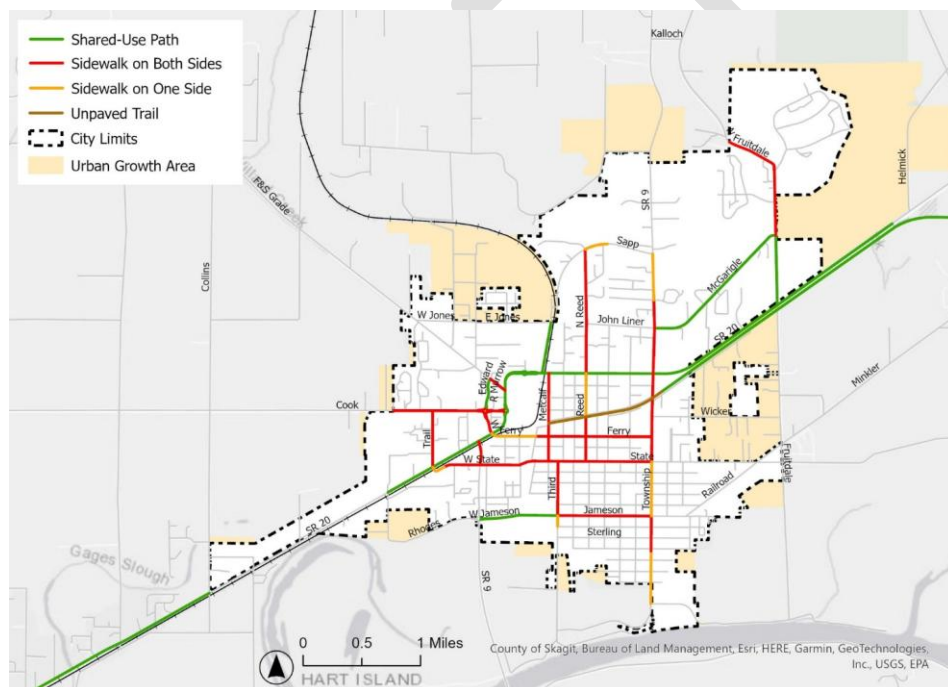 Shared-Use Path
Sidewalk on Both Sides
Sidewalk on One Side
Unpaved Trail
City Limits
Urban Growth Area
Kalloch
Fruitdale
Helmick
F&S Grade
SR 9
Collins
Sapp
McGarigle
N Reed
W Jones
E Jones
John Liner
SR 20
Edward
R Murrow
Metcalf
Reed
Minkler
Cook
Wicker
Trail
Ferry
Ferry
W State
State
Fruitdale
Third
Township
Railroad
W Jameson
Jameson
Rhodes
Sterling
SR 20
Gages Slough
SR 9
0 0.5 1 Miles
HART ISLAND
County of Skagit, Bureau of Land Management, Esri, HERE, Garmin, GeoTechnologies,
Inc., USGS, EPA